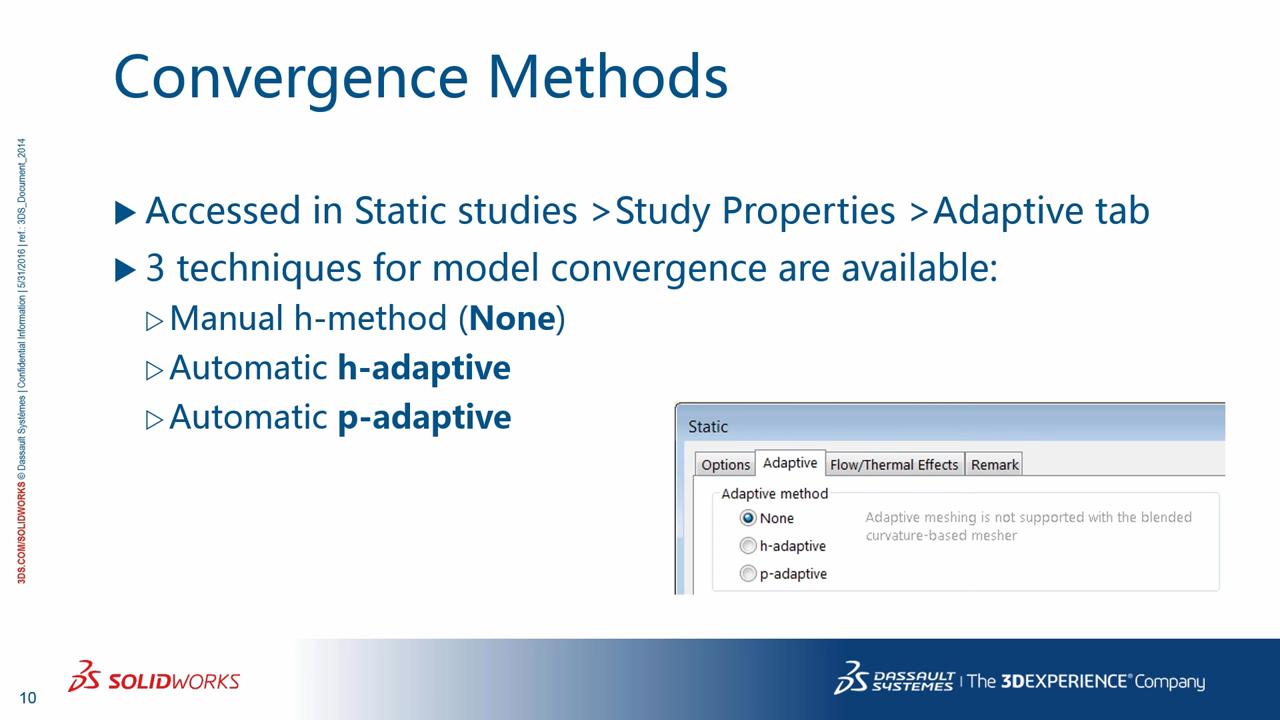 Convergence Methods
Accessed in Static studies >Study Properties >Adaptive tab
3 techniques for model convergence are available:
Manual h-method (None)
Automatic h-adaptive
Automatic p-adaptive
Static
Options Adaptive Flow/Thermal Effects Remark
Adaptive method
None
h-adaptive
p-adaptive
Adaptive meshing is not supported with the blended
curvature-based mesher
3DS.COM/SOLIDWORKS © Dassault Systèmes | Confidential Information | 5/31/2016 | ref.: 3DS_Document_2014
10
SOLIDWORKS
DASSAULT SYSTEMES | The 3DEXPERIENCE® Company